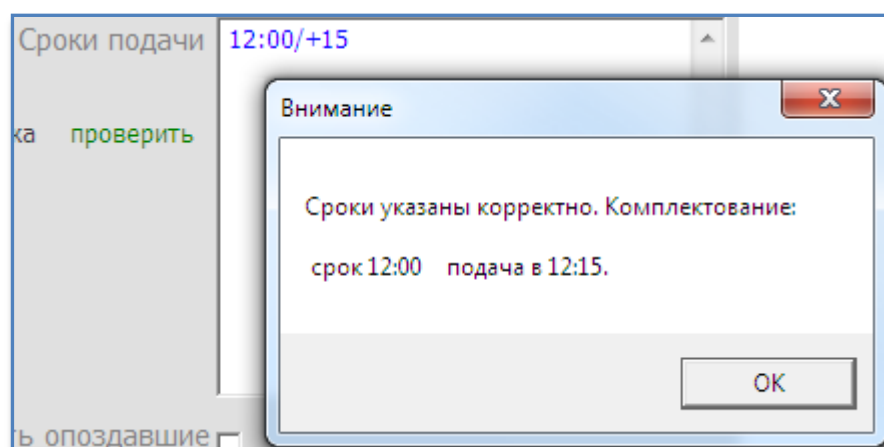 Сроки подачи 12:00/+15
Внимание
ка проверить
Сроки указаны корректно. Комплектование:
срок 12:00 подача в 12:15.
OK
ть опоздавшие